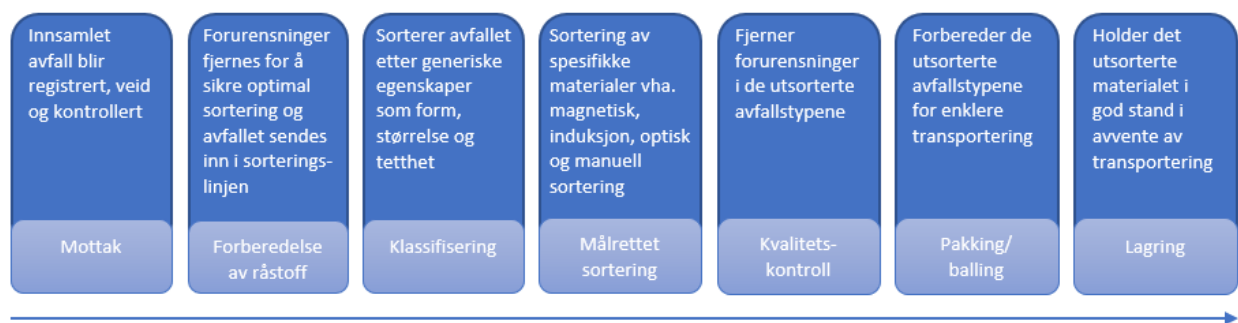 Innsamlet
avfall blir
registrert, veid
og kontrollert
Mottak
Forurensninger
fjernes for å
sikre optimal
sortering og
avfallet sendes
inn i sorterings-
linjen
Forberedelse
av råstoff
Sorterer avfallet
etter generiske
egenskaper
som form,
størrelse og
tetthet
Klassifisering
Sortering av
spesifikke
materialer vha.
magnetisk,
induksjon, optisk
og manuell
sortering
Målrettet
sortering
Fjerner
forurensninger
i de utsorterte
avfallstypene
Kvalitets-
kontroll
Forbereder de
utsorterte
avfallstypene
for enklere
transportering
Pakking/
balling
Holder det
utsorterte
materialet i
god stand i
avvente av
transportering
Lagring